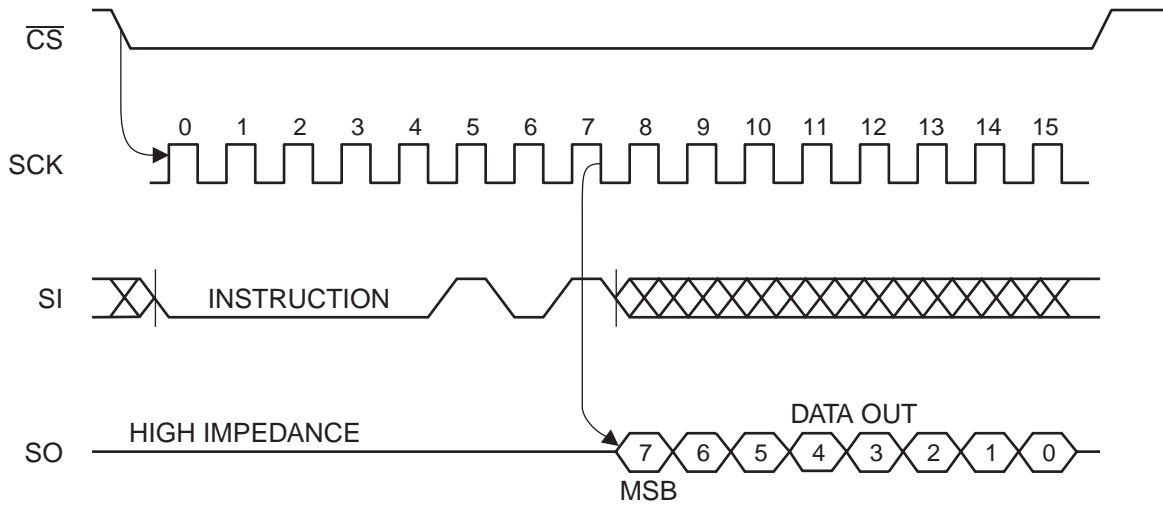 C̅S̅
0 1 2 3 4 5 6 7 8 9 10 11 12 13 14 15
SCK
SI
INSTRUCTION
DATA OUT
HIGH IMPEDANCE
SO
7 6 5 4 3 2 1 0
MSB